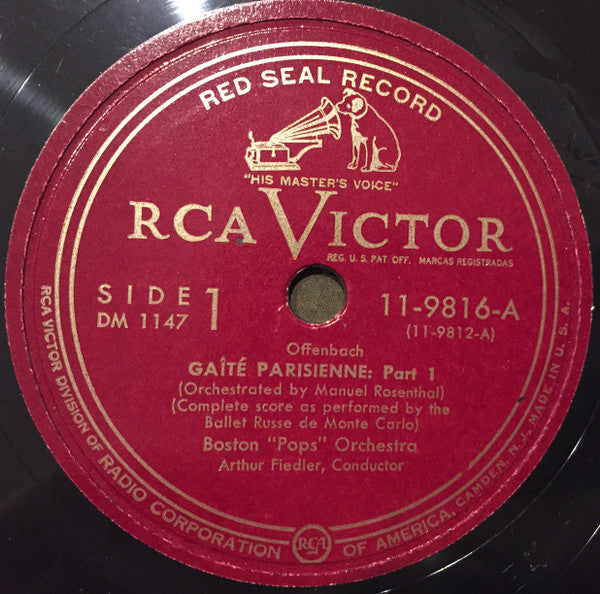 RED SEAL RECORD
"HIS MASTER'S VOICE"
RCA VICTOR
REG. U. S. PAT. OFF. MARCAS REGISTRADAS
SIDE 1
DM 1147
11-9816-A
(11-9812-A)
Offenbach
GAÎTÉ PARISIENNE: Part 1
(Orchestrated by Manuel Rosenthal)
(Complete score as performed by the
Ballet Russe de Monte Carlo)
Boston "Pops" Orchestra
Arthur Fiedler, Conductor
RCA VICTOR DIVISION OF RADIO CORPORATION OF AMERICA, CAMDEN, N. J., MADE IN U. S. A.
RCA